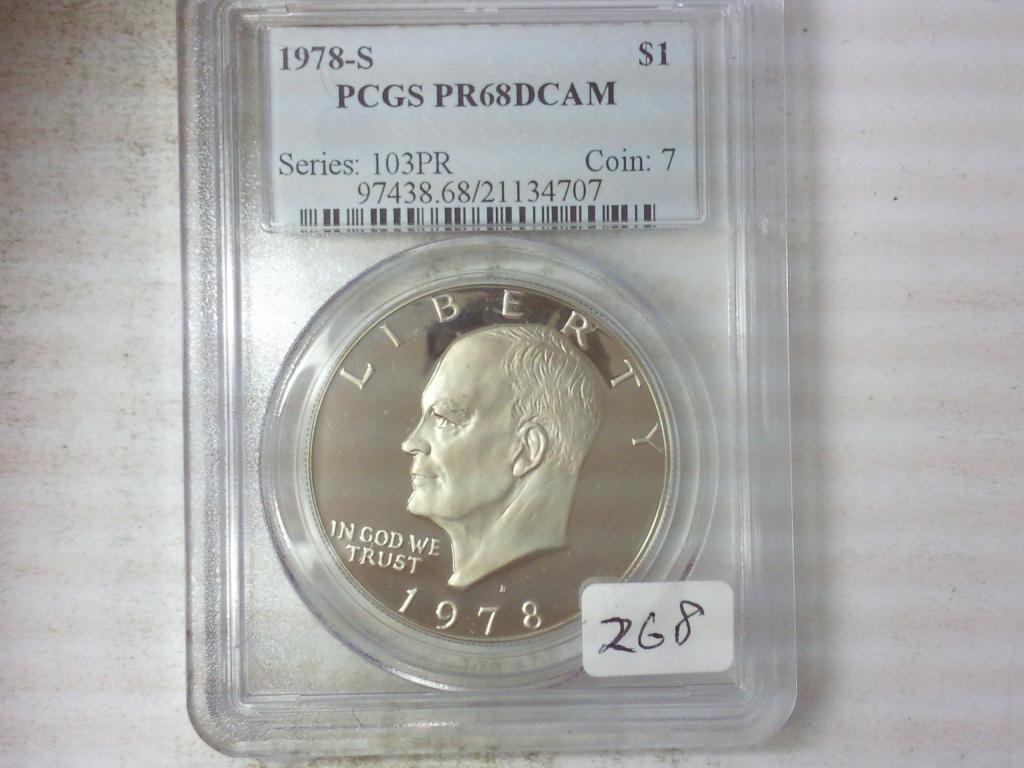 1978-S $1
PCGS PR68DCAM
Series: 103PR Coin: 7
97438.68/21134707
LIBERTY
IN GOD WE
TRUST
1978
268